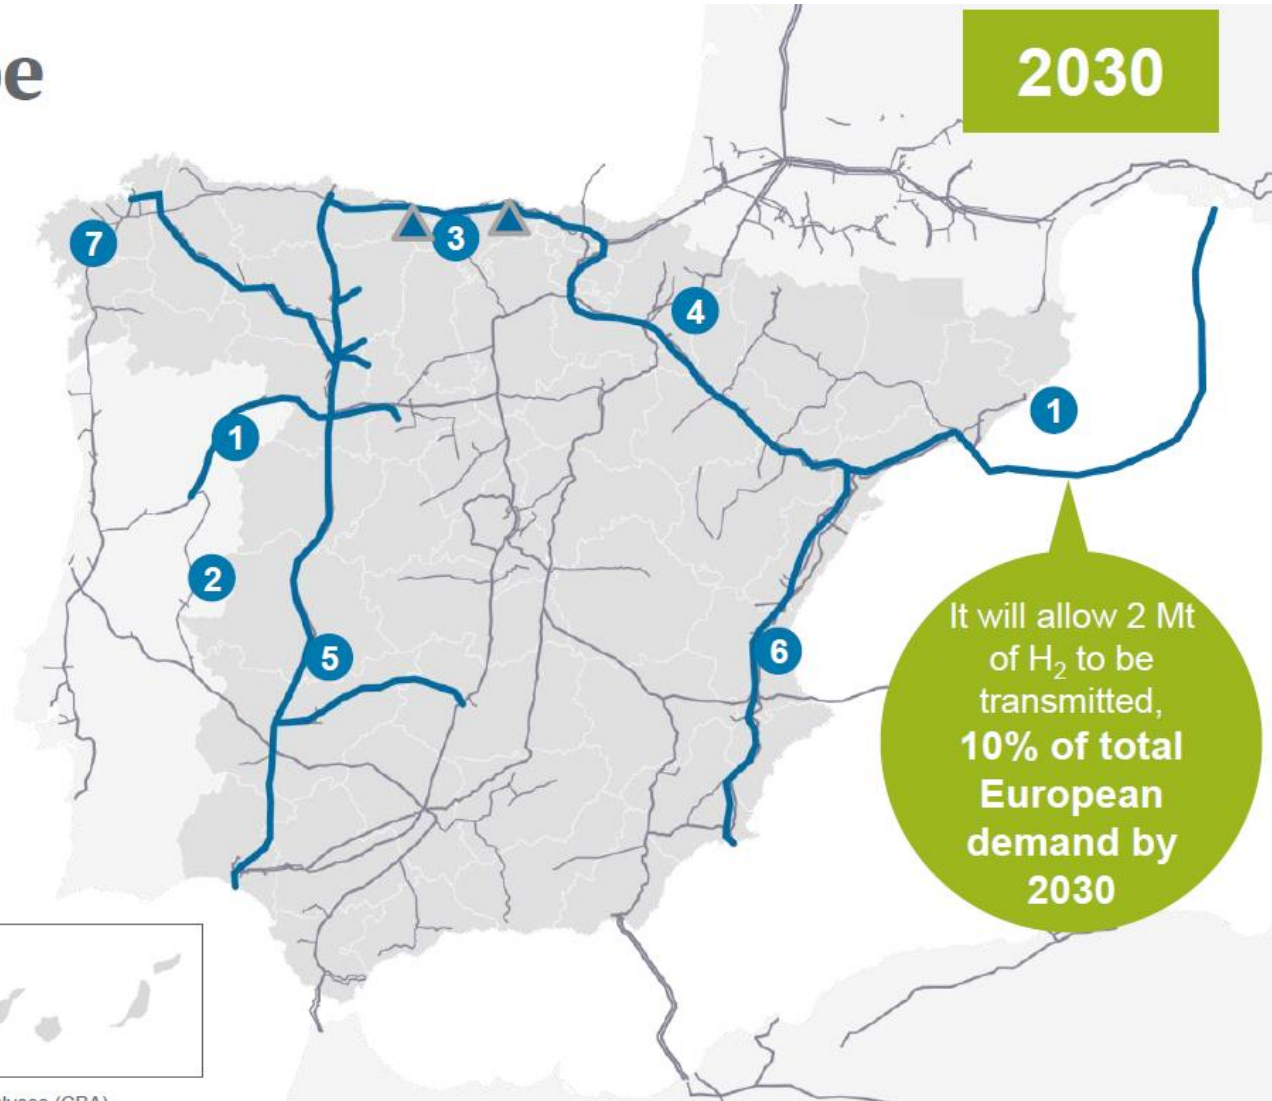 2030
7
3
4
1
1
2
5
6
It will allow 2 Mt
of H₂ to be
transmitted,
10% of total
European
demand by
2030